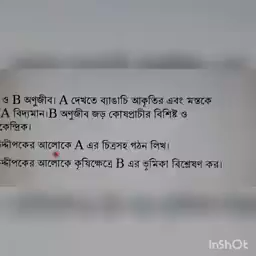 ও B অণুজীব। A দেখতে ব্যাঙাচি আকৃতির এবং মস্তকে
A বিদ্যমান।B অণুজীব জড় কোষপ্রাচীর বিশিষ্ট ও
কেন্দ্রিক।
দ্দীপকের আলোকে A এর চিত্রসহ গঠন লিখ।
দ্দীপকের আলোকে কৃষিক্ষেত্রে B এর ভূমিকা বিশ্লেষণ কর।
InShOt